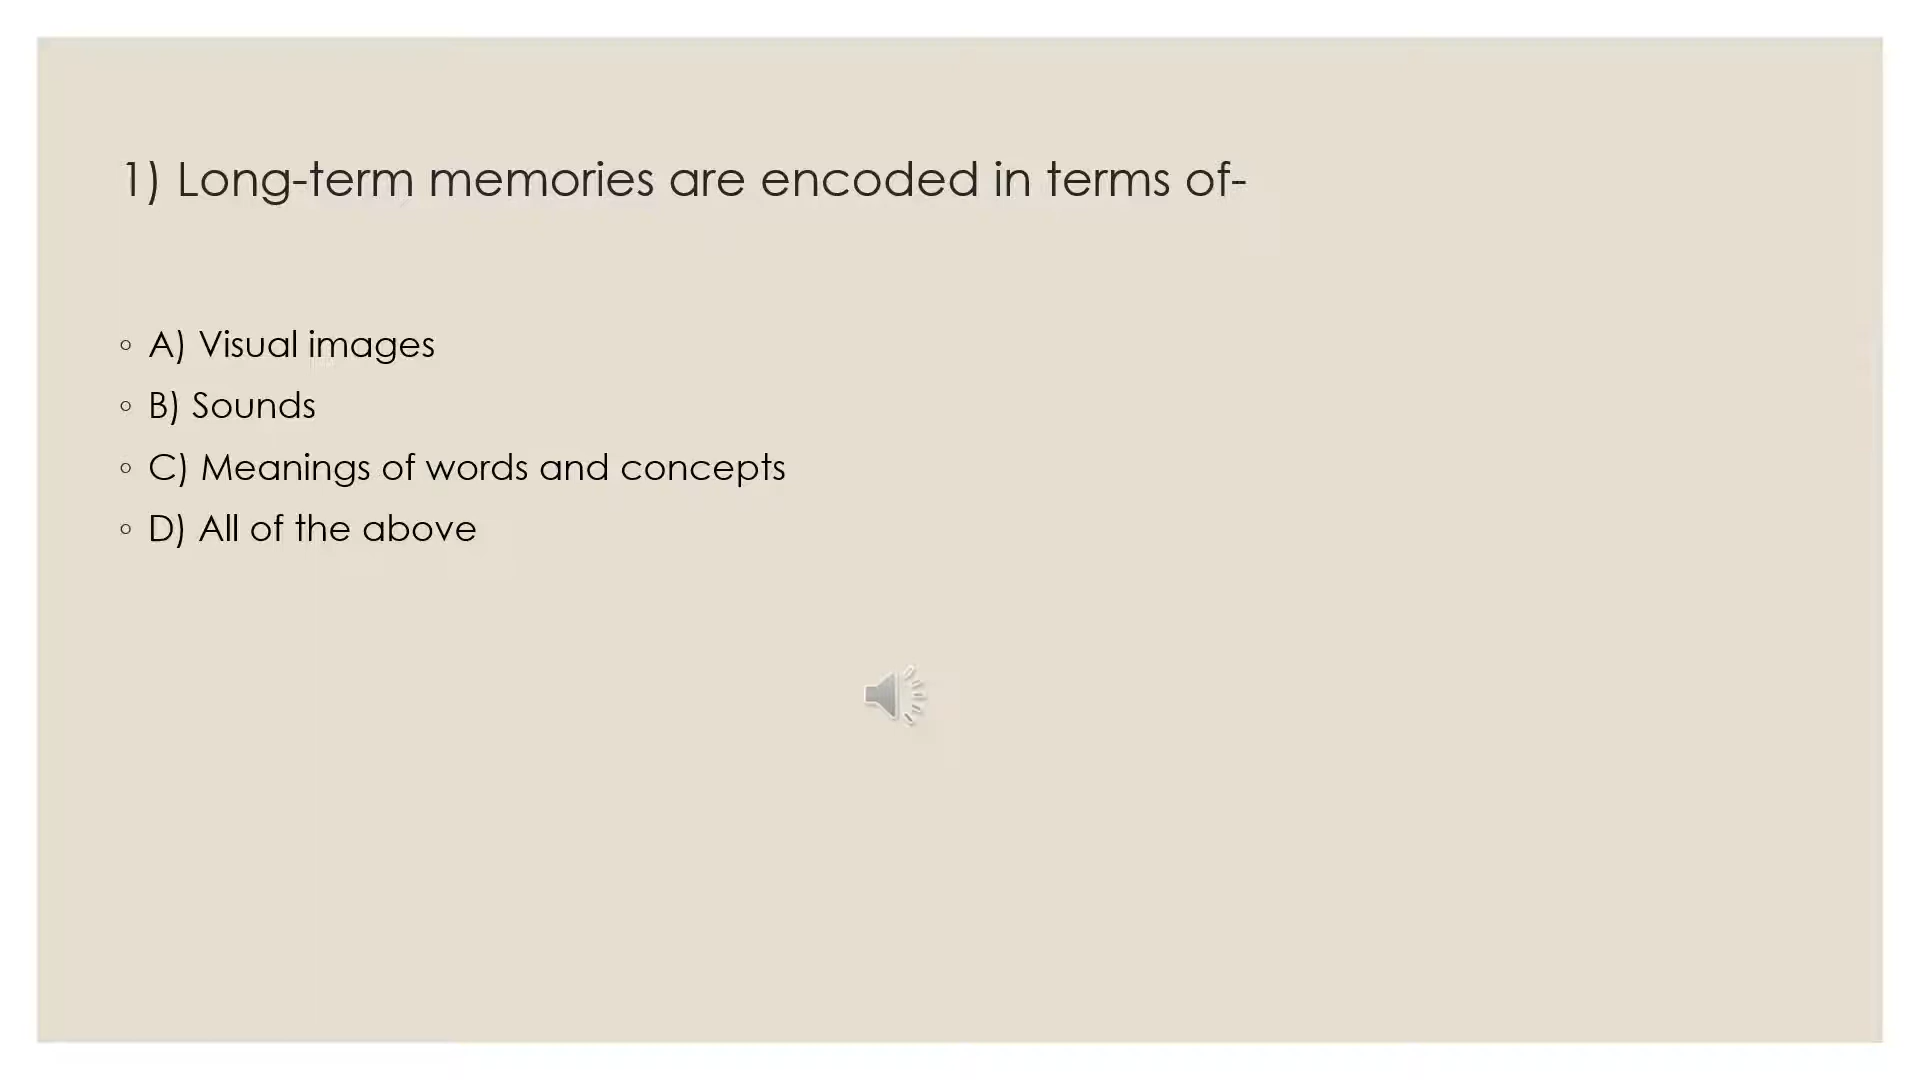 1) Long-term memories are encoded in terms of-
◦ A) Visual images
◦ B) Sounds
◦ C) Meanings of words and concepts
◦ D) All of the above